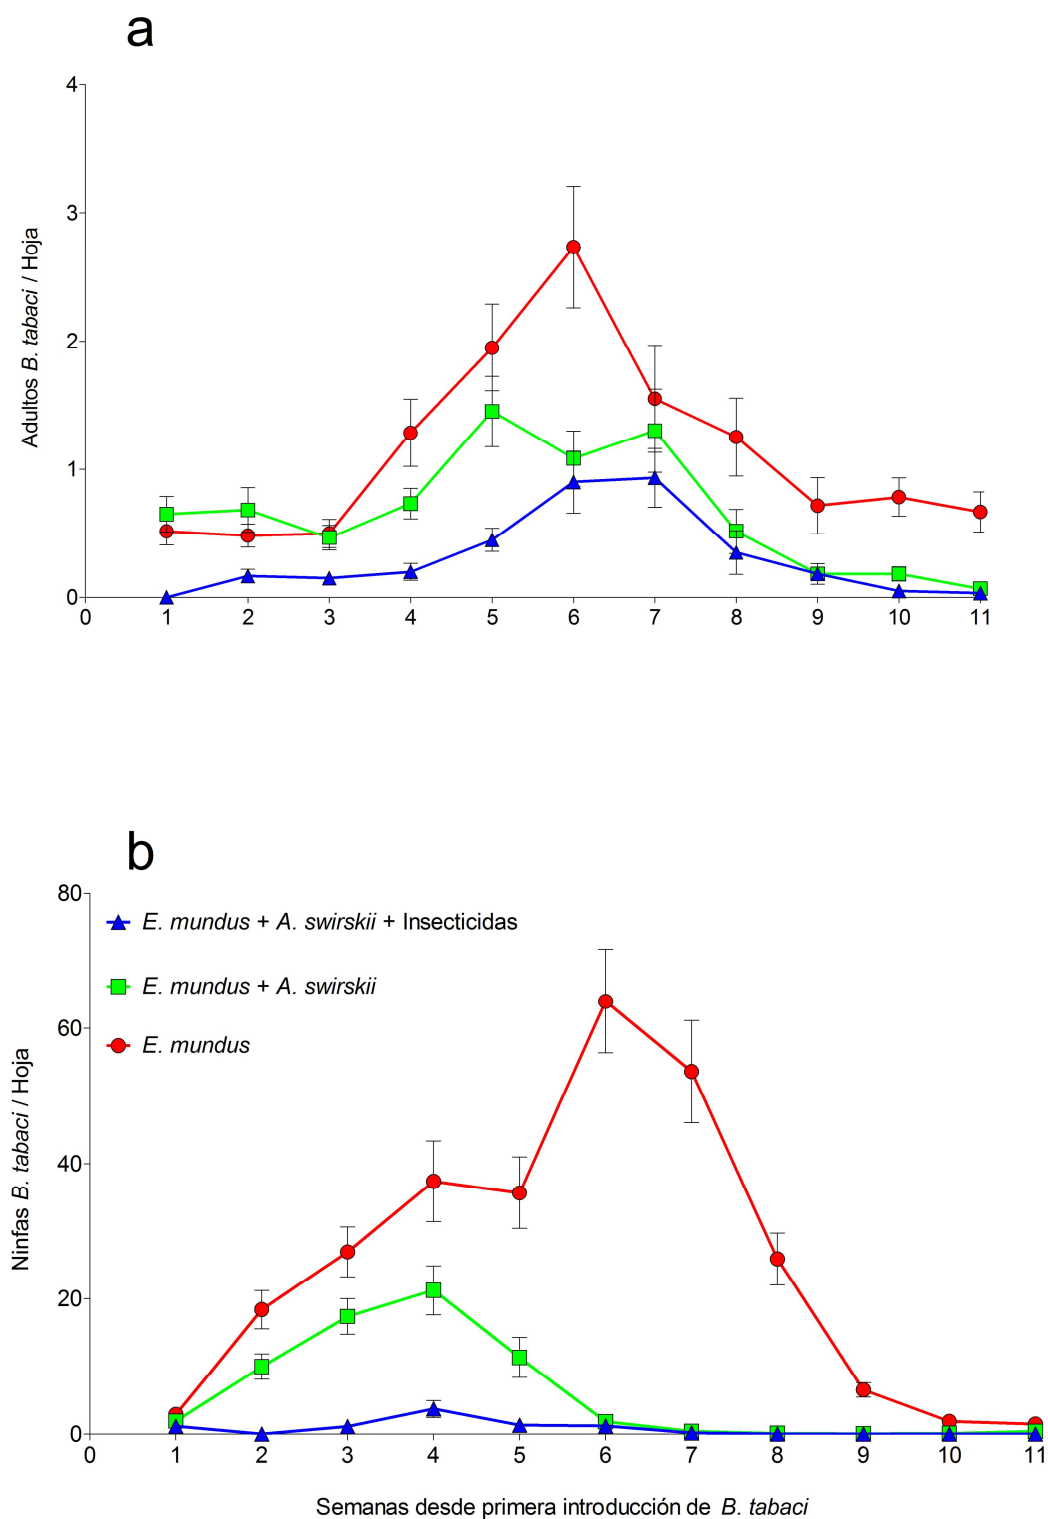 a
4
3
2
1
0
Adultos B. tabaci / Hoja
0 1 2 3 4 5 6 7 8 9 10 11
b
80
60
40
20
0
Ninfas B. tabaci / Hoja
E. mundus + A. swirskii + Insecticidas
E. mundus + A. swirskii
E. mundus
0 1 2 3 4 5 6 7 8 9 10 11
Semanas desde primera introducción de B. tabaci